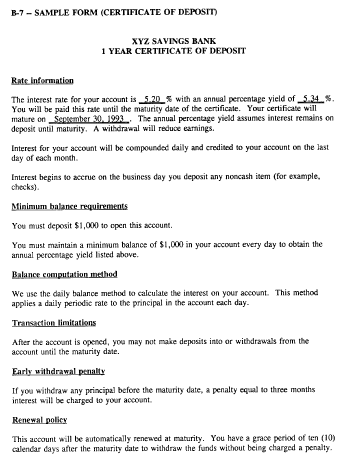 B-7 – SAMPLE FORM (CERTIFICATE OF DEPOSIT)
XYZ SAVINGS BANK
1 YEAR CERTIFICATE OF DEPOSIT
Rate information
The interest rate for your account is 5.20 % with an annual percentage yield of 5.34 %.
You will be paid this rate until the maturity date of the certificate. Your certificate will
mature on September 30, 1993 . The annual percentage yield assumes interest remains on
deposit until maturity. A withdrawal will reduce earnings.
Interest for your account will be compounded daily and credited to your account on the last
day of each month.
Interest begins to accrue on the business day you deposit any noncash item (for example,
checks).
Minimum balance requirements
You must deposit $1,000 to open this account.
You must maintain a minimum balance of $1,000 in your account every day to obtain the
annual percentage yield listed above.
Balance computation method
We use the daily balance method to calculate the interest on your account. This method
applies a daily periodic rate to the principal in the account each day.
Transaction limitations
After the account is opened, you may not make deposits into or withdrawals from the
account until the maturity date.
Early withdrawal penalty
If you withdraw any principal before the maturity date, a penalty equal to three months
interest will be charged to your account.
Renewal policy
This account will be automatically renewed at maturity. You have a grace period of ten (10)
calendar days after the maturity date to withdraw the funds without being charged a penalty.